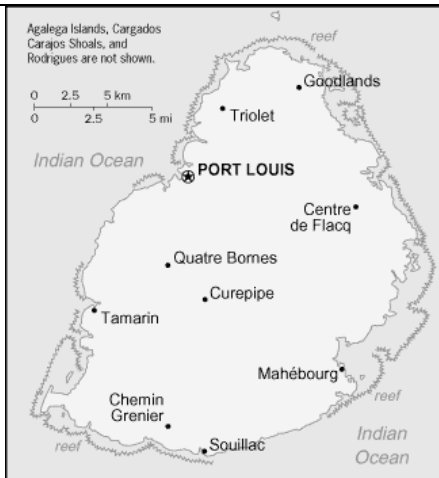 Agalega Islands, Cargados
Carajos Shoals, and
Rodrigues are not shown.
reef
Goodlands
0 2.5 5 km
0 2.5 5 mi
Triolet
Indian Ocean
PORT LOUIS
Centre
de Flacq
Quatre Bornes
Curepipe
Tamarin
Mahébourg
Chemin
Grenier
reef
reef
Souillac
Indian
Ocean